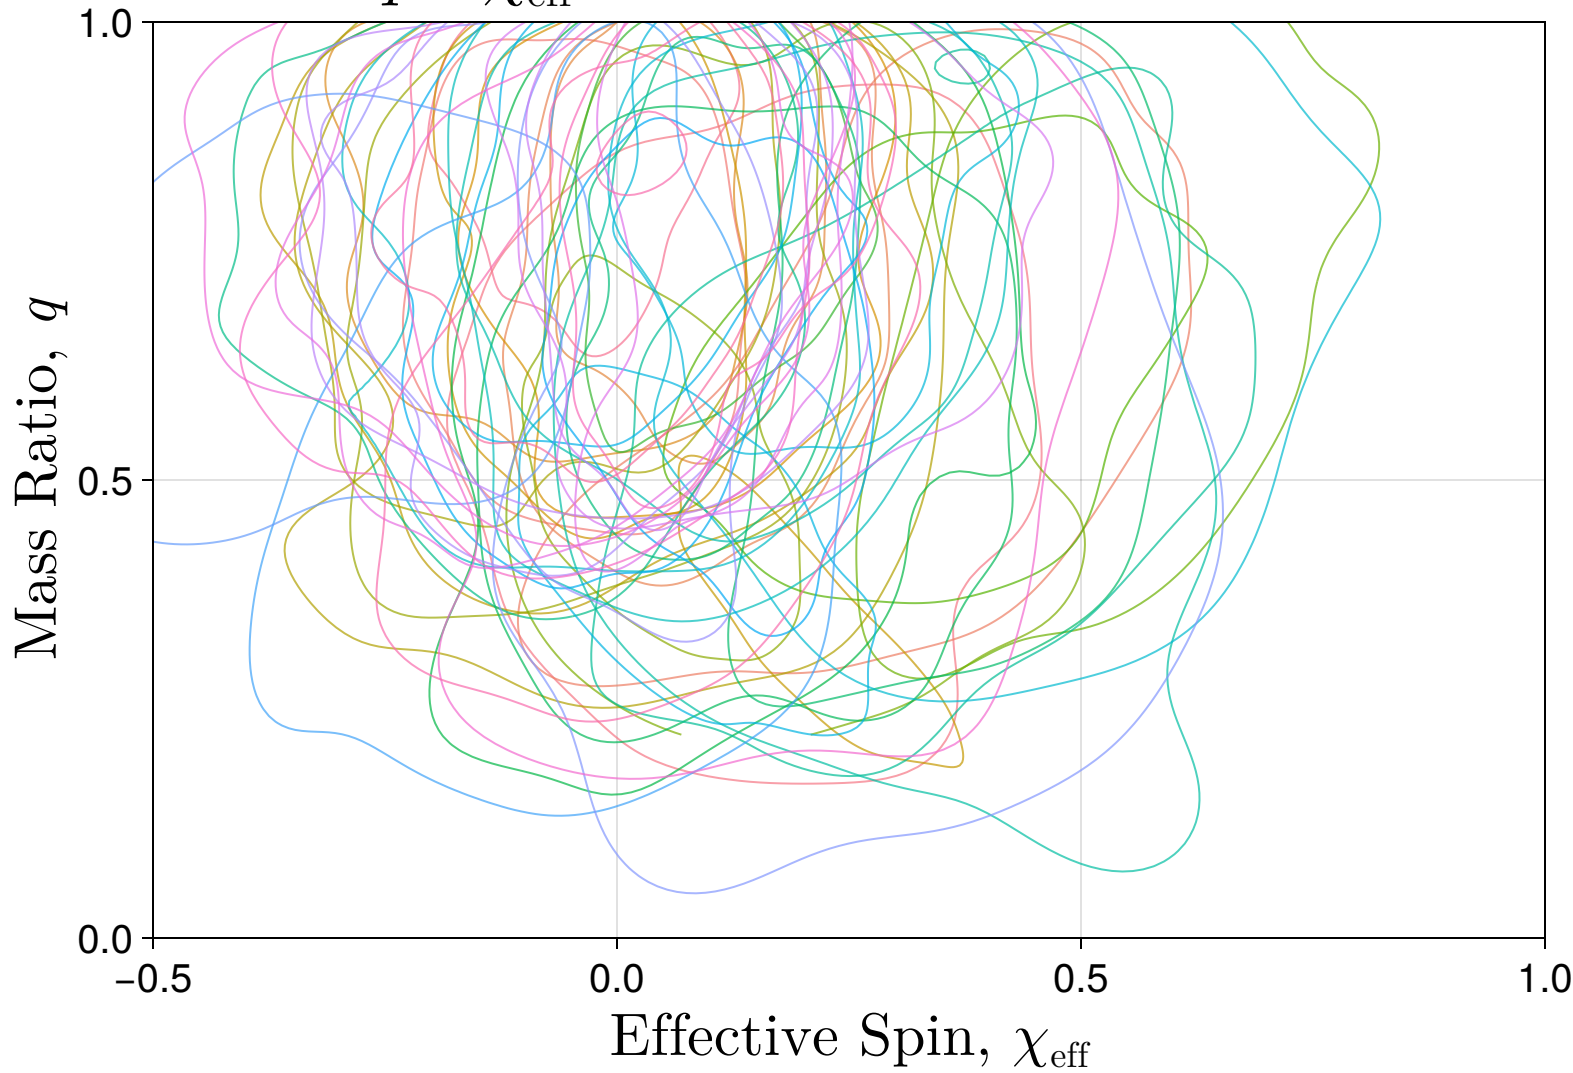 χeff
1.0
0.5
0.0
−0.5 0.0 0.5 1.0
Mass Ratio, q
Effective Spin, χeff